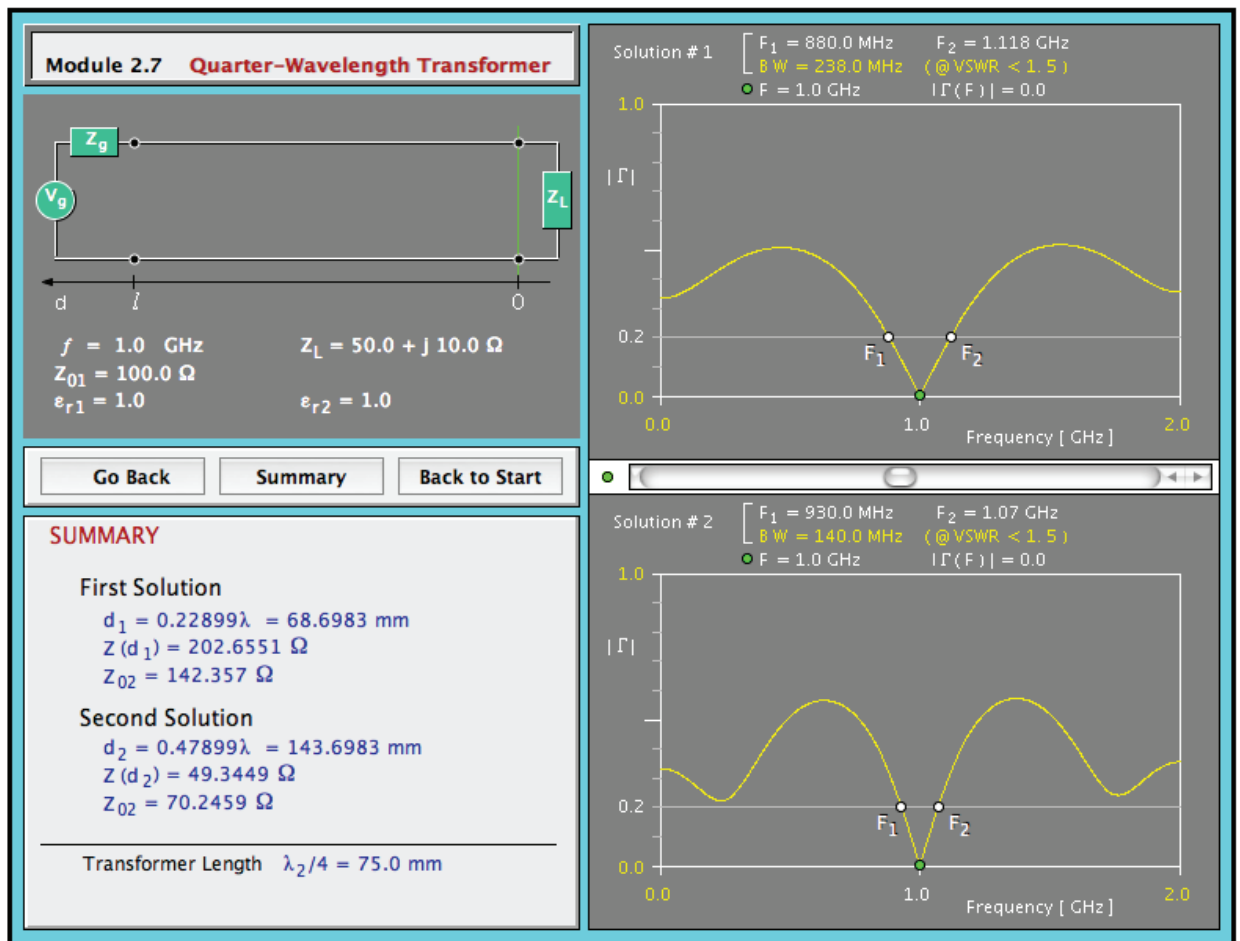 Module 2.7 Quarter-Wavelength Transformer
Zg
Vg
ZL
d
l
0
f = 1.0 GHz
ZL = 50.0 + j 10.0 Ω
Z01 = 100.0 Ω
εr1 = 1.0
εr2 = 1.0
Go Back
Summary
Back to Start
SUMMARY
First Solution
d1 = 0.22899λ = 68.6983 mm
Z (d1) = 202.6551 Ω
Z02 = 142.357 Ω
Second Solution
d2 = 0.47899λ = 143.6983 mm
Z (d2) = 49.3449 Ω
Z02 = 70.2459 Ω
Transformer Length λ2/4 = 75.0 mm
Solution # 1
F1 = 880.0 MHz F2 = 1.118 GHz
BW = 238.0 MHz (@VSWR < 1.5)
F = 1.0 GHz |Γ(F)| = 0.0
1.0
|Γ|
0.2
F1
F2
0.0
0.0
1.0
2.0
Frequency [ GHz ]
Solution # 2
F1 = 930.0 MHz F2 = 1.07 GHz
BW = 140.0 MHz (@VSWR < 1.5)
F = 1.0 GHz |Γ(F)| = 0.0
1.0
|Γ|
0.2
F1
F2
0.0
0.0
1.0
2.0
Frequency [ GHz ]